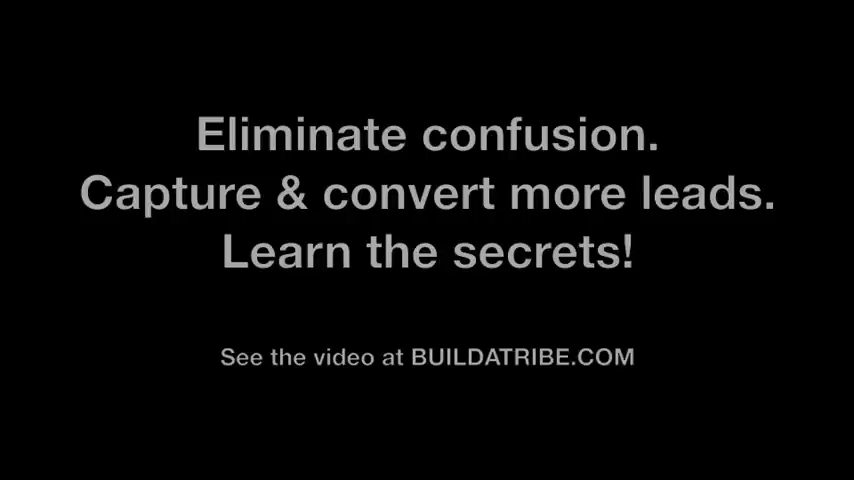 Eliminate confusion.
Capture & convert more leads.
Learn the secrets!
See the video at BUILDATRIBE.COM